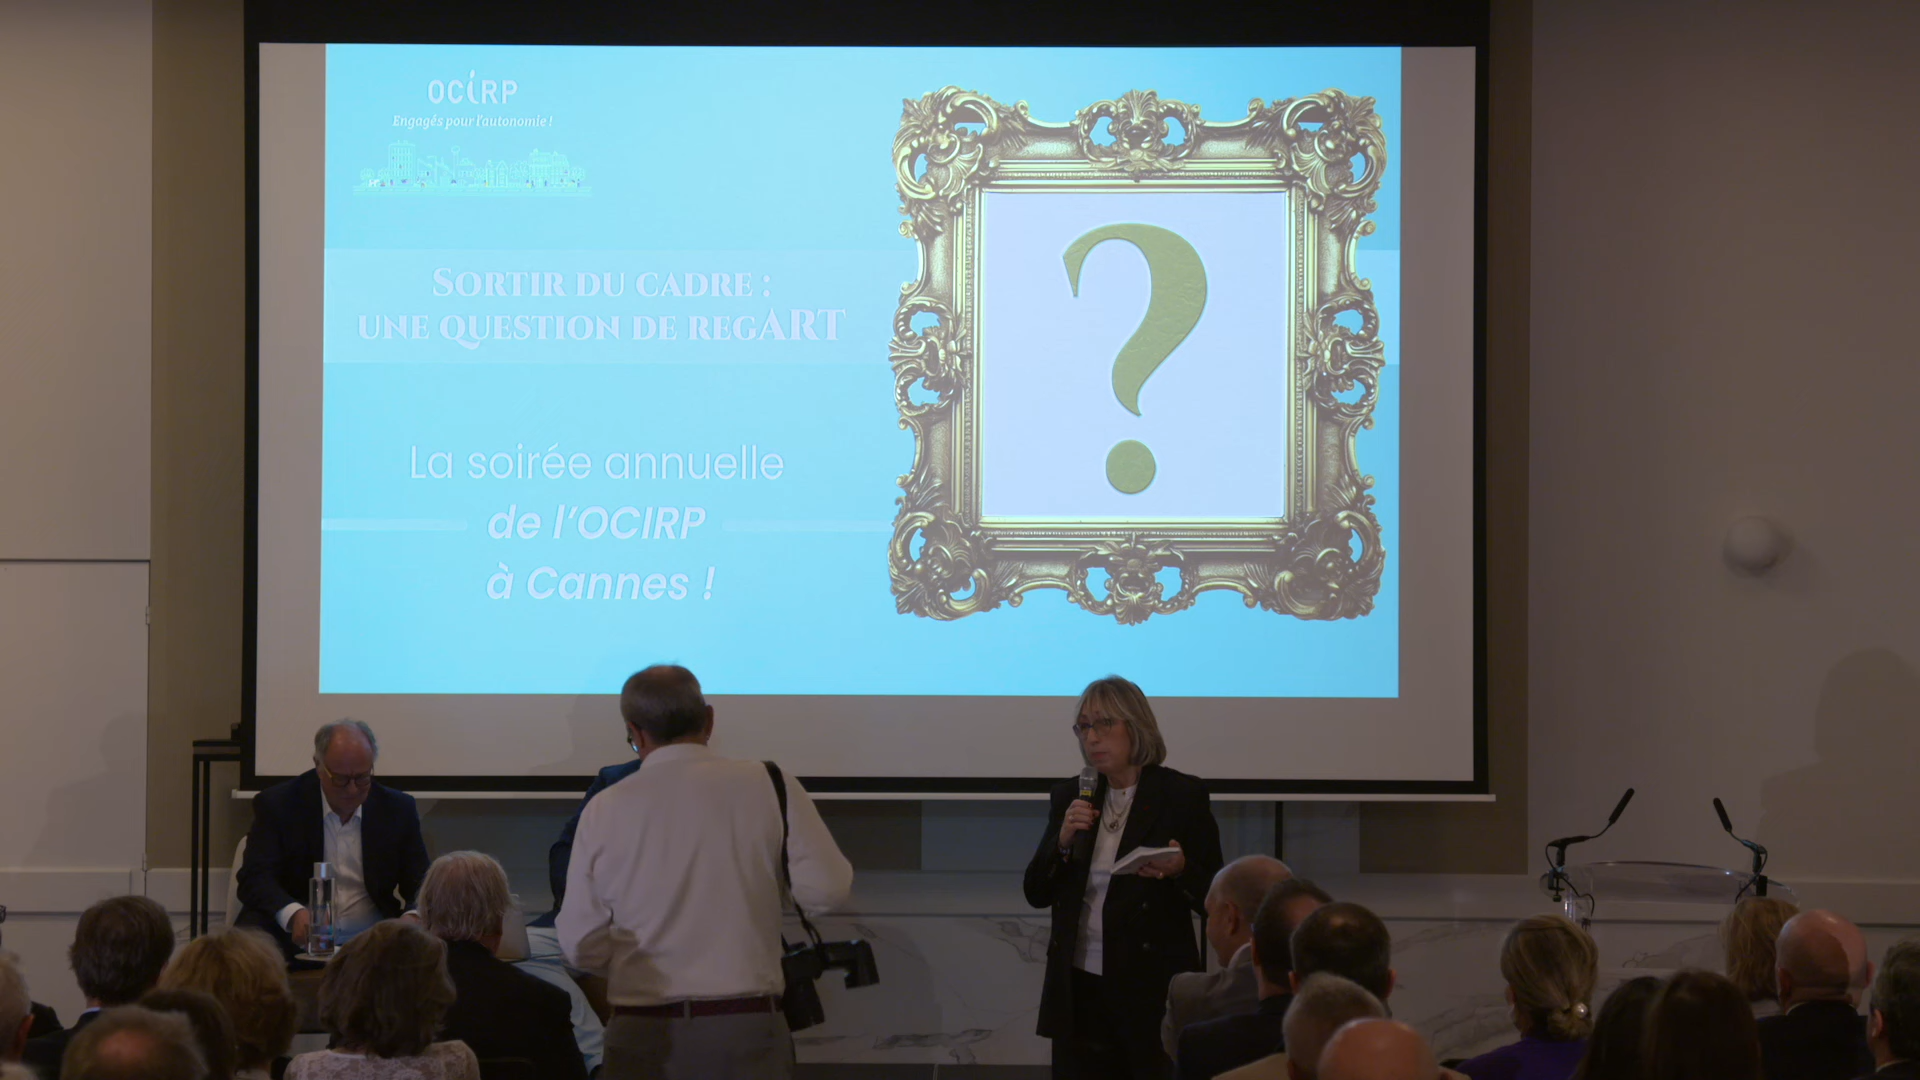 OCIRP
Engagés pour l'autonomie !
SORTIR DU CADRE :
UNE QUESTION DE REGART
La soirée annuelle
de l'OCIRP
à Cannes !
?